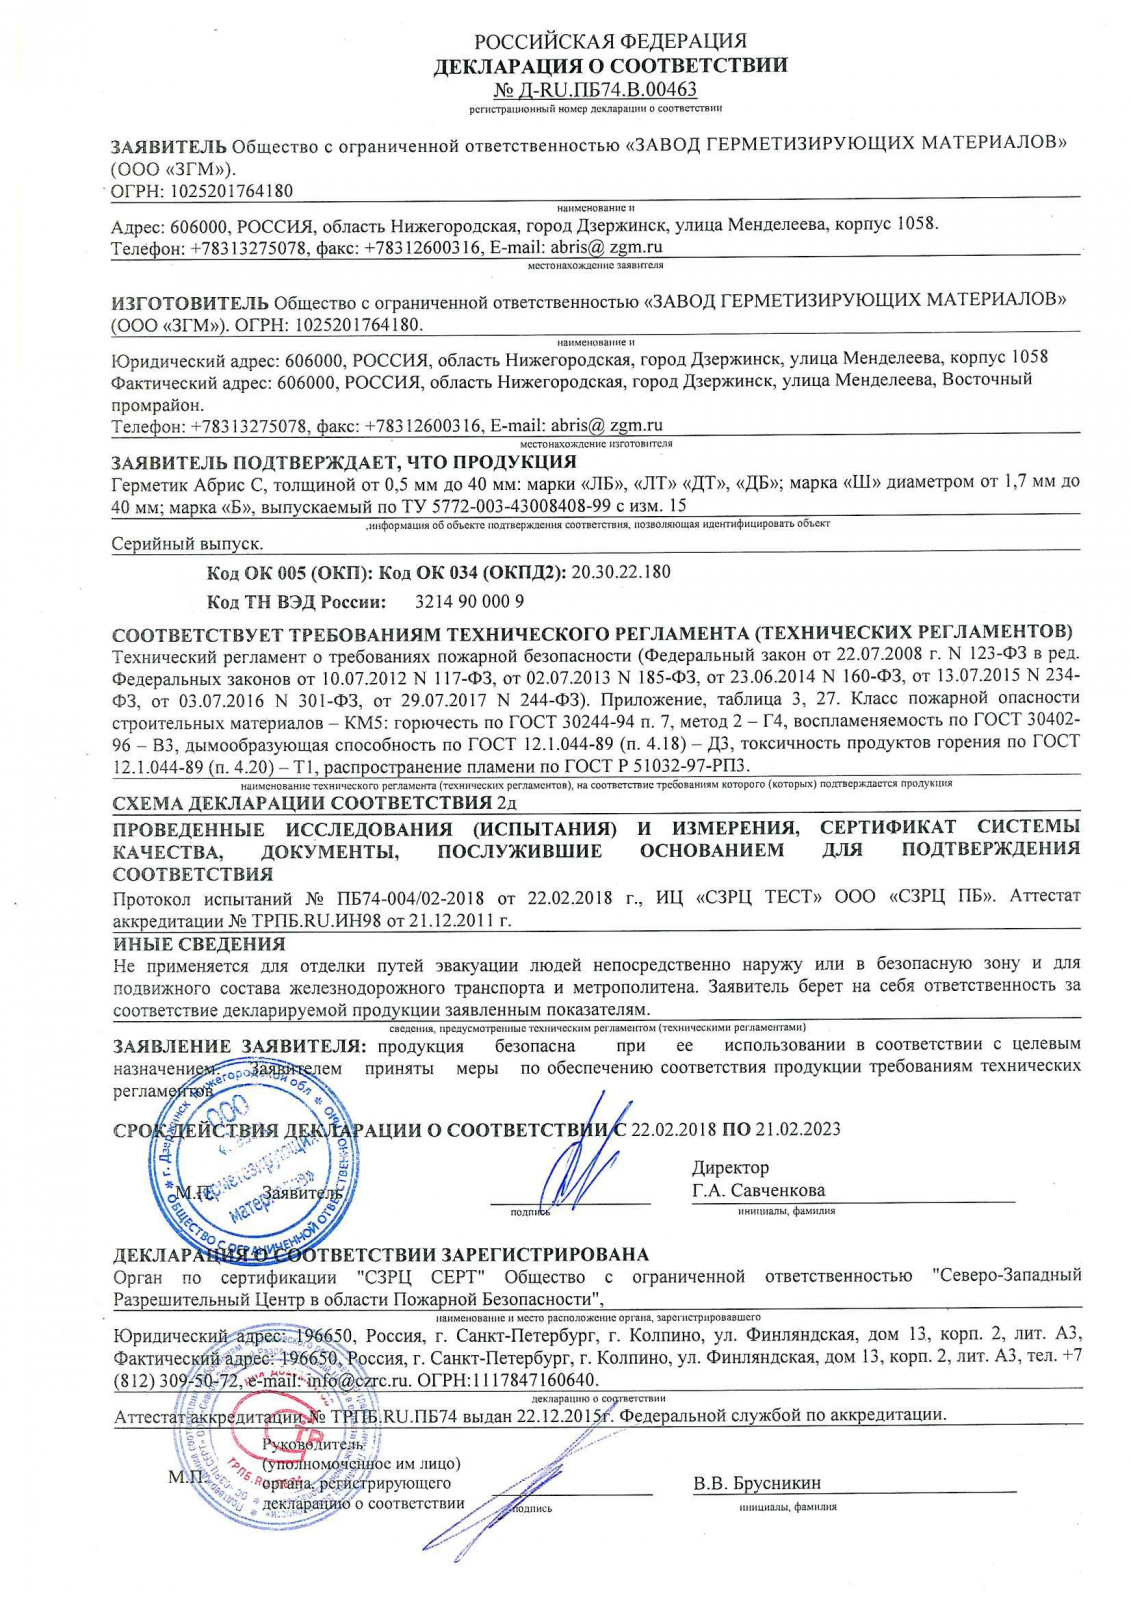 РОССИЙСКАЯ ФЕДЕРАЦИЯ
ДЕКЛАРАЦИЯ О СООТВЕТСТВИИ
№ Д-RU.ПБ74.В.00463
регистрационный номер декларации о соответствии
ЗАЯВИТЕЛЬ Общество с ограниченной ответственностью «ЗАВОД ГЕРМЕТИЗИРУЮЩИХ МАТЕРИАЛОВ»
(ООО «ЗГМ»).
ОГРН: 1025201764180
наименование и
Адрес: 606000, РОССИЯ, область Нижегородская, город Дзержинск, улица Менделеева, корпус 1058.
Телефон: +78313275078, факс: +78312600316, E-mail: abris@ zgm.ru
местонахождение заявителя
ИЗГОТОВИТЕЛЬ Общество с ограниченной ответственностью «ЗАВОД ГЕРМЕТИЗИРУЮЩИХ МАТЕРИАЛОВ»
(ООО «ЗГМ»). ОГРН: 1025201764180.
наименование и
Юридический адрес: 606000, РОССИЯ, область Нижегородская, город Дзержинск, улица Менделеева, корпус 1058
Фактический адрес: 606000, РОССИЯ, область Нижегородская, город Дзержинск, улица Менделеева, Восточный
промрайон.
Телефон: +78313275078, факс: +78312600316, E-mail: abris@ zgm.ru
местонахождение изготовителя
ЗАЯВИТЕЛЬ ПОДТВЕРЖДАЕТ, ЧТО ПРОДУКЦИЯ
Герметик Абрис С, толщиной от 0,5 мм до 40 мм: марки «ЛБ», «ЛТ» «ДТ», «ДБ»; марка «Ш» диаметром от 1,7 мм до
40 мм; марка «Б», выпускаемый по ТУ 5772-003-43008408-99 с изм. 15
,информация об объекте подтверждения соответствия, позволяющая идентифицировать объект
Серийный выпуск.
Код ОК 005 (ОКП): Код ОК 034 (ОКПД2): 20.30.22.180
Код ТН ВЭД России: 3214 90 000 9
СООТВЕТСТВУЕТ ТРЕБОВАНИЯМ ТЕХНИЧЕСКОГО РЕГЛАМЕНТА (ТЕХНИЧЕСКИХ РЕГЛАМЕНТОВ)
Технический регламент о требованиях пожарной безопасности (Федеральный закон от 22.07.2008 г. N 123-ФЗ в ред.
Федеральных законов от 10.07.2012 N 117-ФЗ, от 02.07.2013 N 185-ФЗ, от 23.06.2014 N 160-ФЗ, от 13.07.2015 N 234-
ФЗ, от 03.07.2016 N 301-ФЗ, от 29.07.2017 N 244-ФЗ). Приложение, таблица 3, 27. Класс пожарной опасности
строительных материалов – КМ5: горючесть по ГОСТ 30244-94 п. 7, метод 2 – Г4, воспламеняемость по ГОСТ 30402-
96 – В3, дымообразующая способность по ГОСТ 12.1.044-89 (п. 4.18) – Д3, токсичность продуктов горения по ГОСТ
12.1.044-89 (п. 4.20) – Т1, распространение пламени по ГОСТ Р 51032-97-РП3.
наименование технического регламента (технических регламентов), на соответствие требованиям которого (которых) подтверждается продукция
СХЕМА ДЕКЛАРАЦИИ СООТВЕТСТВИЯ 2д
ПРОВЕДЕННЫЕ ИССЛЕДОВАНИЯ (ИСПЫТАНИЯ) И ИЗМЕРЕНИЯ, СЕРТИФИКАТ СИСТЕМЫ
КАЧЕСТВА, ДОКУМЕНТЫ, ПОСЛУЖИВШИЕ ОСНОВАНИЕМ ДЛЯ ПОДТВЕРЖДЕНИЯ
СООТВЕТСТВИЯ
Протокол испытаний № ПБ74-004/02-2018 от 22.02.2018 г., ИЦ «СЗРЦ ТЕСТ» ООО «СЗРЦ ПБ». Аттестат
аккредитации № ТРПБ.RU.ИН98 от 21.12.2011 г.
ИНЫЕ СВЕДЕНИЯ
Не применяется для отделки путей эвакуации людей непосредственно наружу или в безопасную зону и для
подвижного состава железнодорожного транспорта и метрополитена. Заявитель берет на себя ответственность за
соответствие декларируемой продукции заявленным показателям.
сведения, предусмотренные техническим регламентом (техническими регламентами)
ЗАЯВЛЕНИЕ ЗАЯВИТЕЛЯ: продукция безопасна при ее использовании в соответствии с целевым
назначением. Заявителем приняты меры по обеспечению соответствия продукции требованиям технических
регламентов
СРОК ДЕЙСТВИЯ ДЕКЛАРАЦИИ О СООТВЕТСТВИИ С 22.02.2018 ПО 21.02.2023
г. Дзержинск Нижегородской обл
ОБЩЕСТВО С ОГРАНИЧЕННОЙ ОТВЕТСТВЕННОСТЬЮ
ООО
герметизирующих
материалов»
Директор
М.П. Заявитель
Г.А. Савченкова
подпись
инициалы, фамилия
ДЕКЛАРАЦИЯ О СООТВЕТСТВИИ ЗАРЕГИСТРИРОВАНА
Орган по сертификации "СЗРЦ СЕРТ" Общество с ограниченной ответственностью "Северо-Западный
Разрешительный Центр в области Пожарной Безопасности",
наименование и место расположение органа, зарегистрировавшего
Юридический адрес: 196650, Россия, г. Санкт-Петербург, г. Колпино, ул. Финляндская, дом 13, корп. 2, лит. А3,
Фактический адрес: 196650, Россия, г. Санкт-Петербург, г. Колпино, ул. Финляндская, дом 13, корп. 2, лит. А3, тел. +7
(812) 309-50-72, e-mail: info@czrc.ru. ОГРН:1117847160640.
декларацию о соответствии
Аттестат аккредитации № ТРПБ.RU.ПБ74 выдан 22.12.2015г. Федеральной службой по аккредитации.
Руководитель
(уполномоченное им лицо)
М.П. органа, регистрирующего
В.В. Брусникин
декларацию о соответствии
подпись
инициалы, фамилия